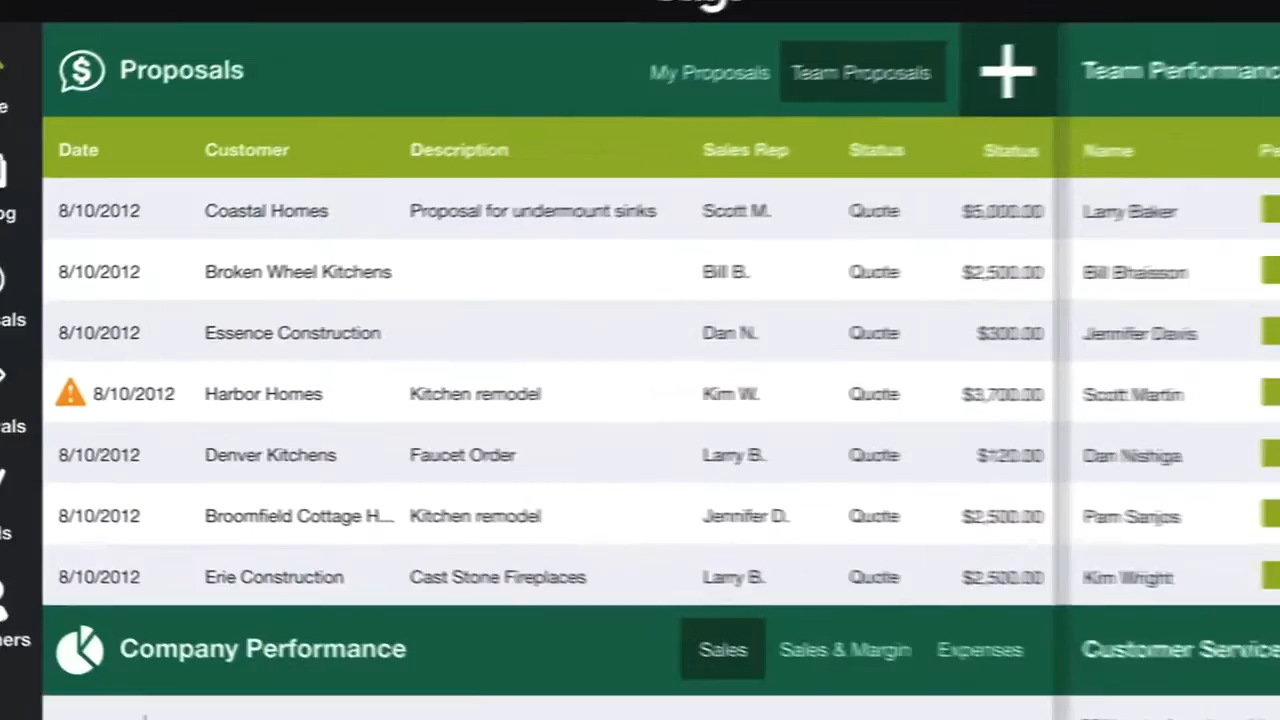 Proposals My Proposals Team Proposals
Date Customer Description Sales Rep Status Status
8/10/2012 Coastal Homes Proposal for undermount sinks Scott M. Quote $5,000.00
8/10/2012 Broken Wheel Kitchens Bill B. Quote $2,500.00
8/10/2012 Essence Construction Dan N. Quote $300.00
8/10/2012 Harbor Homes Kitchen remodel Kim W. Quote $3,700.00
8/10/2012 Denver Kitchens Faucet Order Larry B. Quote $120.00
8/10/2012 Broomfield Cottage H... Kitchen remodel Jennifer D. Quote $2,500.00
8/10/2012 Erie Construction Cast Stone Fireplaces Larry B. Quote $2,500.00
Team Performanc
Name
Larry Baker
Jennifer Davis
Scott Martin
Kim Wright
Company Performance Sales Sales & Margin Expenses
Customer Service